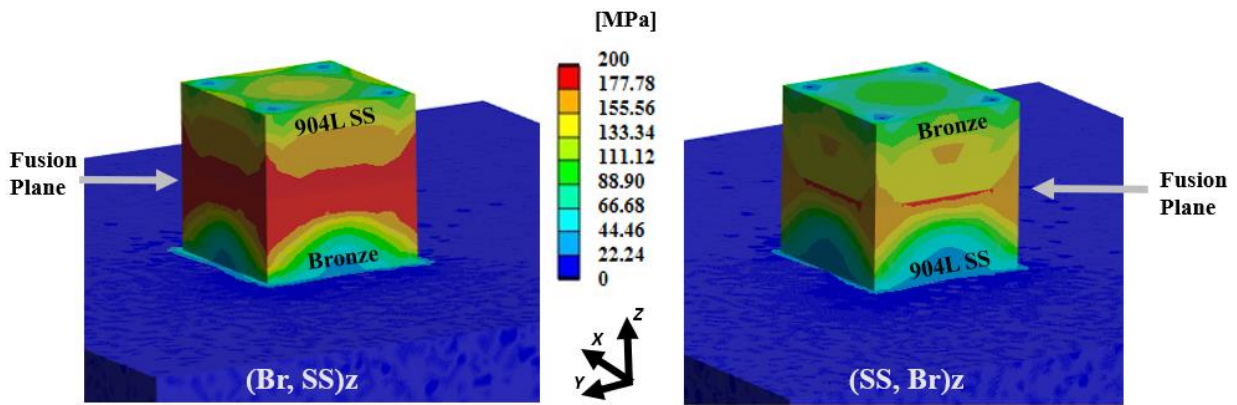 [MPa]
200
177.78
155.56
133.34
111.12
88.90
66.68
44.46
22.24
0
904L SS
Fusion
Plane
Bronze
(Br, SS)z
Bronze
Fusion
Plane
904L SS
(SS, Br)z
Z
X
Y